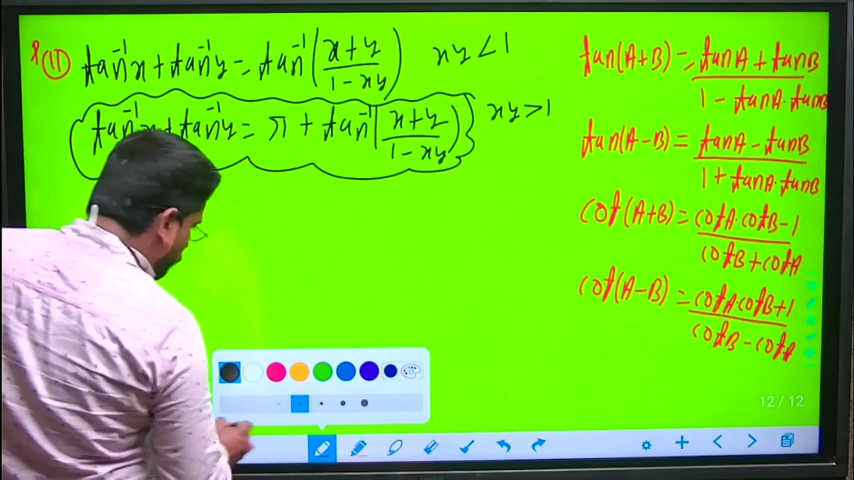 (11) tan⁻¹x + tan⁻¹y = tan⁻¹((x+y)/(1-xy)) xy < 1
tan⁻¹x + tan⁻¹y = π + tan⁻¹((x+y)/(1-xy)) xy > 1
tan(A+B) = (tanA + tanB)/(1 - tanA·tanB)
tan(A-B) = (tanA - tanB)/(1 + tanA·tanB)
cot(A+B) = (cotA·cotB-1)/(cotB+cotA)
cot(A-B) = (cotA cotB+1)/(cotB-cotA)
12/12